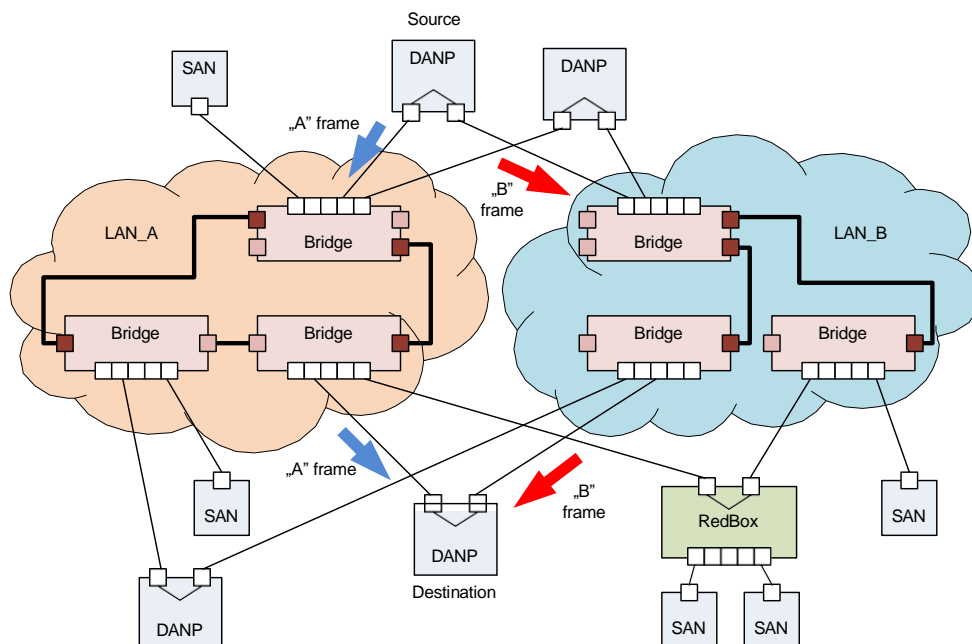 Source
SAN
DANP
DANP
„A” frame
„B”
frame
LAN_A
Bridge
Bridge
LAN_B
Bridge
Bridge
Bridge
Bridge
„A” frame
„B”
frame
SAN
DANP
Destination
RedBox
SAN
DANP
SAN
SAN